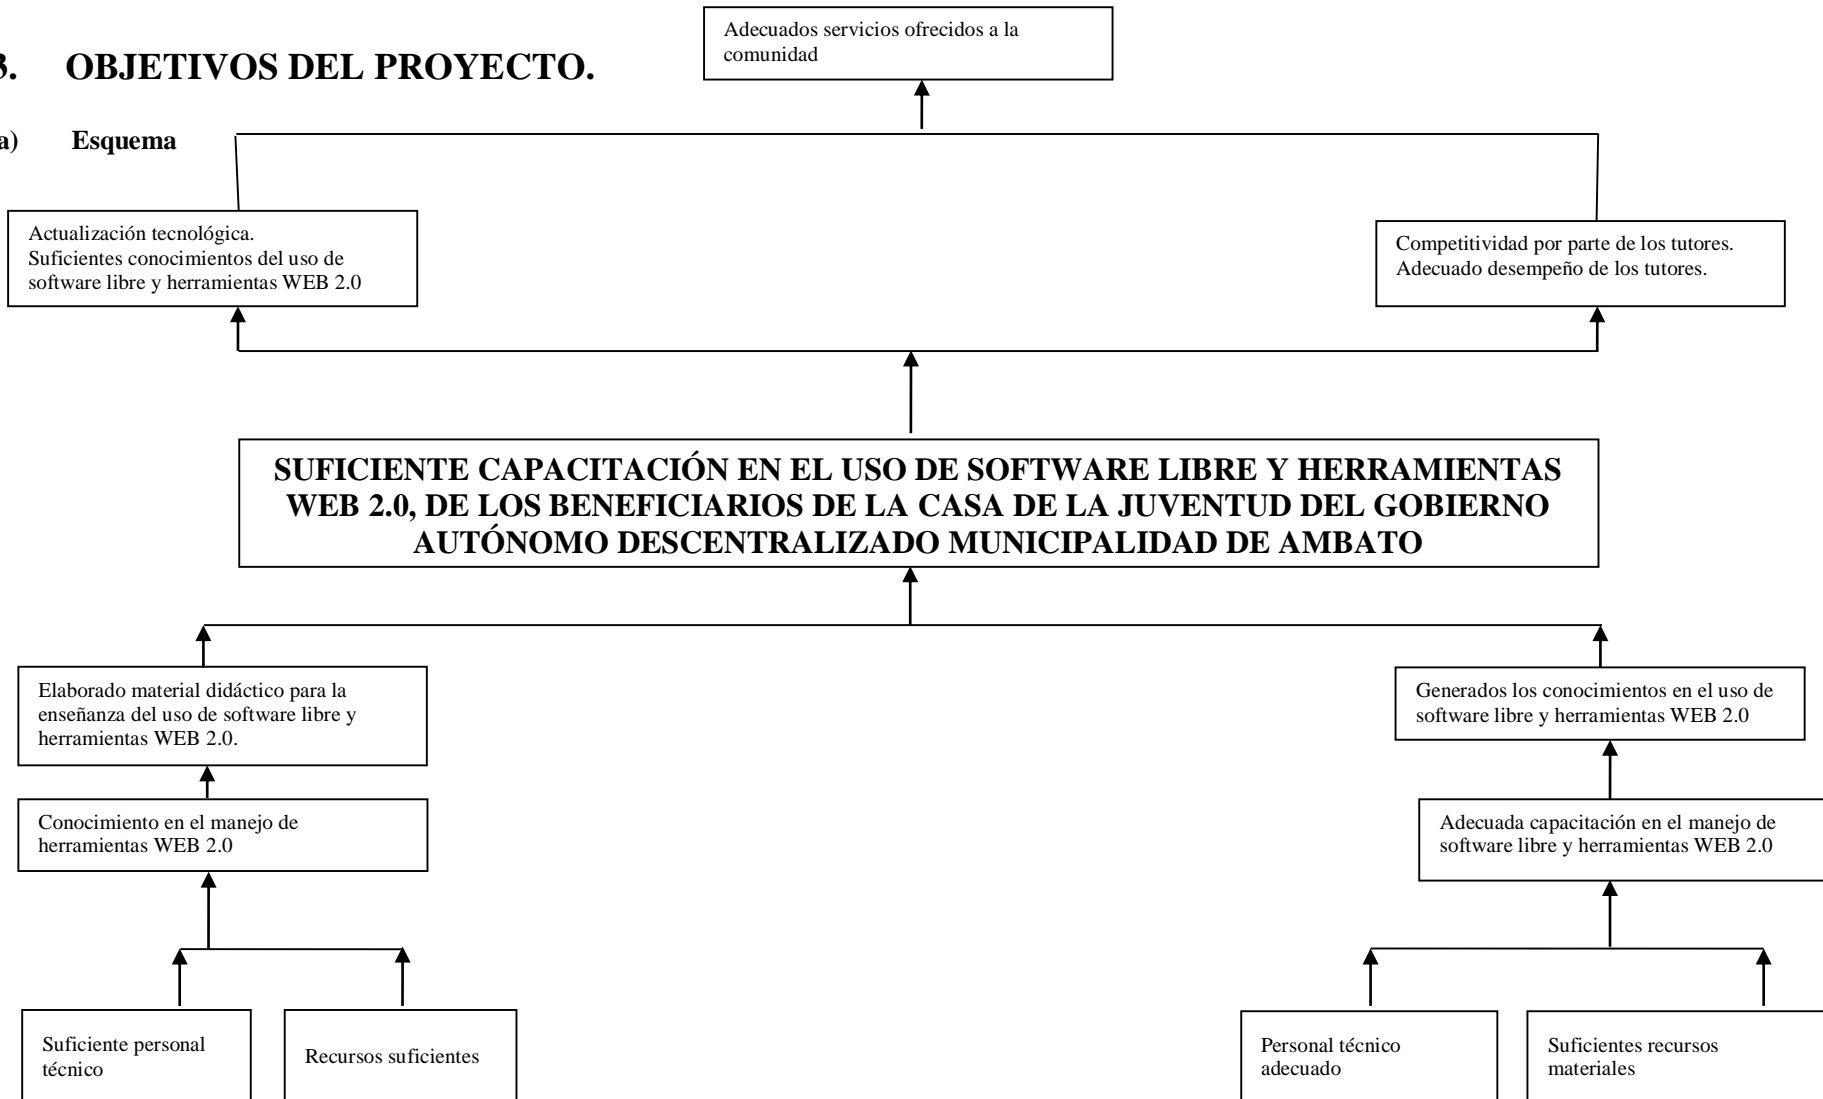 Adecuados servicios ofrecidos a la
comunidad
3. OBJETIVOS DEL PROYECTO.
a) Esquema
Actualización tecnológica.
Suficientes conocimientos del uso de
software libre y herramientas WEB 2.0
Competitividad por parte de los tutores.
Adecuado desempeño de los tutores.
SUFICIENTE CAPACITACIÓN EN EL USO DE SOFTWARE LIBRE Y HERRAMIENTAS
WEB 2.0, DE LOS BENEFICIARIOS DE LA CASA DE LA JUVENTUD DEL GOBIERNO
AUTÓNOMO DESCENTRALIZADO MUNICIPALIDAD DE AMBATO
Elaborado material didáctico para la
enseñanza del uso de software libre y
herramientas WEB 2.0.
Generados los conocimientos en el uso de
software libre y herramientas WEB 2.0
Conocimiento en el manejo de
herramientas WEB 2.0
Adecuada capacitación en el manejo de
software libre y herramientas WEB 2.0
Suficiente personal
técnico
Recursos suficientes
Personal técnico
adecuado
Suficientes recursos
materiales